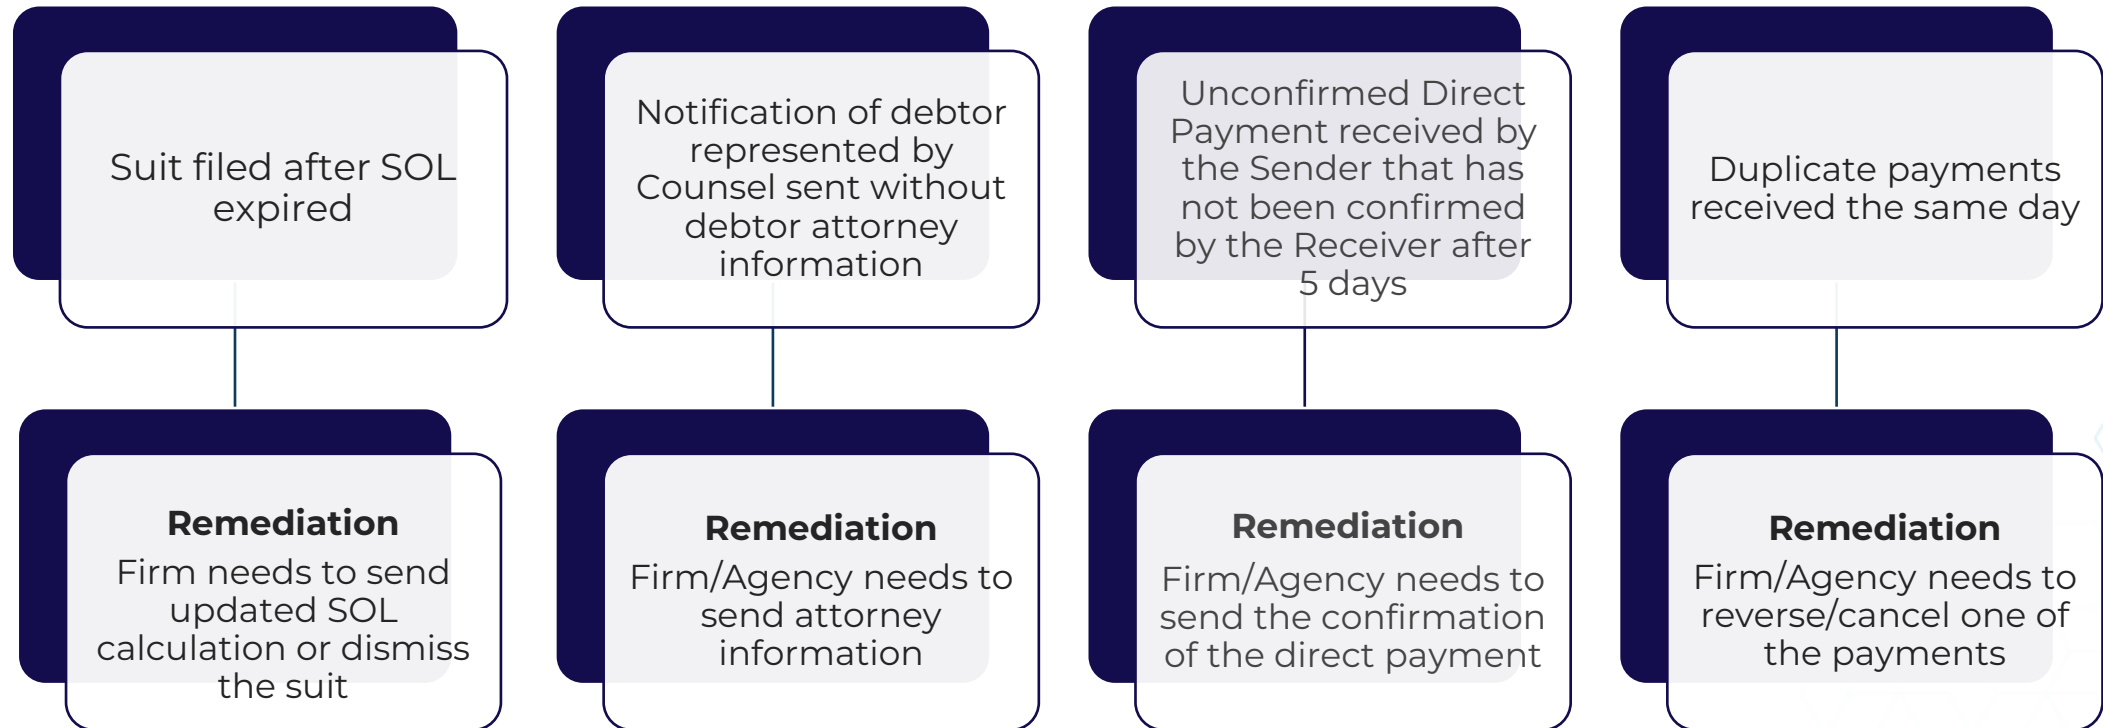 Suit filed after SOL
expired
Notification of debtor
represented by
Counsel sent without
debtor attorney
information
Unconfirmed Direct
Payment received by
the Sender that has
not been confirmed
by the Receiver after
5 days
Duplicate payments
received the same day
Remediation
Firm needs to send
updated SOL
calculation or dismiss
the suit
Remediation
Firm/Agency needs to
send attorney
information
Remediation
Firm/Agency needs to
send the confirmation
of the direct payment
Remediation
Firm/Agency needs to
reverse/cancel one of
the payments